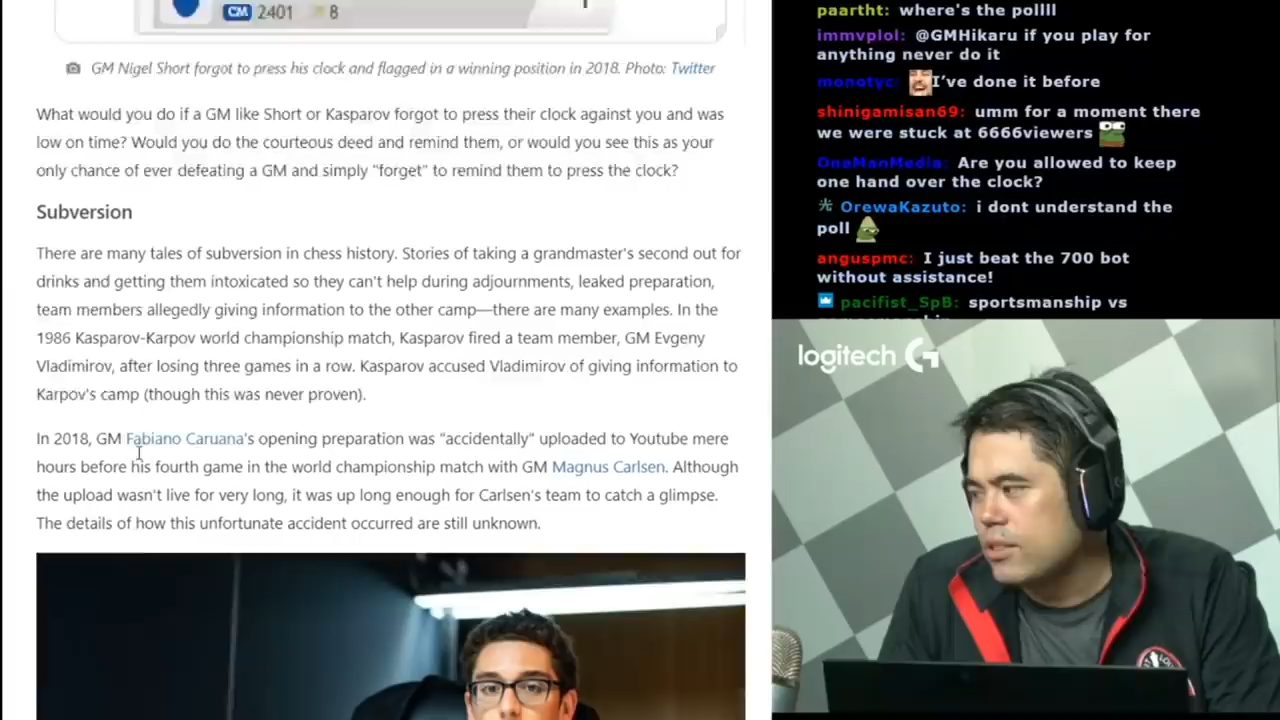 CM 2401 8
GM Nigel Short forgot to press his clock and flagged in a winning position in 2018. Photo: Twitter
What would you do if a GM like Short or Kasparov forgot to press their clock against you and was
low on time? Would you do the courteous deed and remind them, or would you see this as your
only chance of ever defeating a GM and simply "forget" to remind them to press the clock?
Subversion
There are many tales of subversion in chess history. Stories of taking a grandmaster's second out for
drinks and getting them intoxicated so they can't help during adjournments, leaked preparation,
team members allegedly giving information to the other camp—there are many examples. In the
1986 Kasparov-Karpov world championship match, Kasparov fired a team member, GM Evgeny
Vladimirov, after losing three games in a row. Kasparov accused Vladimirov of giving information to
Karpov's camp (though this was never proven).
In 2018, GM Fabiano Caruana's opening preparation was "accidentally" uploaded to Youtube mere
hours before his fourth game in the world championship match with GM Magnus Carlsen. Although
the upload wasn't live for very long, it was up long enough for Carlsen's team to catch a glimpse.
The details of how this unfortunate accident occurred are still unknown.
paartht: where's the pollll
immvplol: @GMHikaru if you play for
anything never do it
monotyc: I've done it before
shinigamisan69: umm for a moment there
we were stuck at 6666viewers
OneManMedia: Are you allowed to keep
one hand over the clock?
OrewaKazuto: i dont understand the
poll
anguspmc: I just beat the 700 bot
without assistance!
pacifist_SpB: sportsmanship vs
logitech G